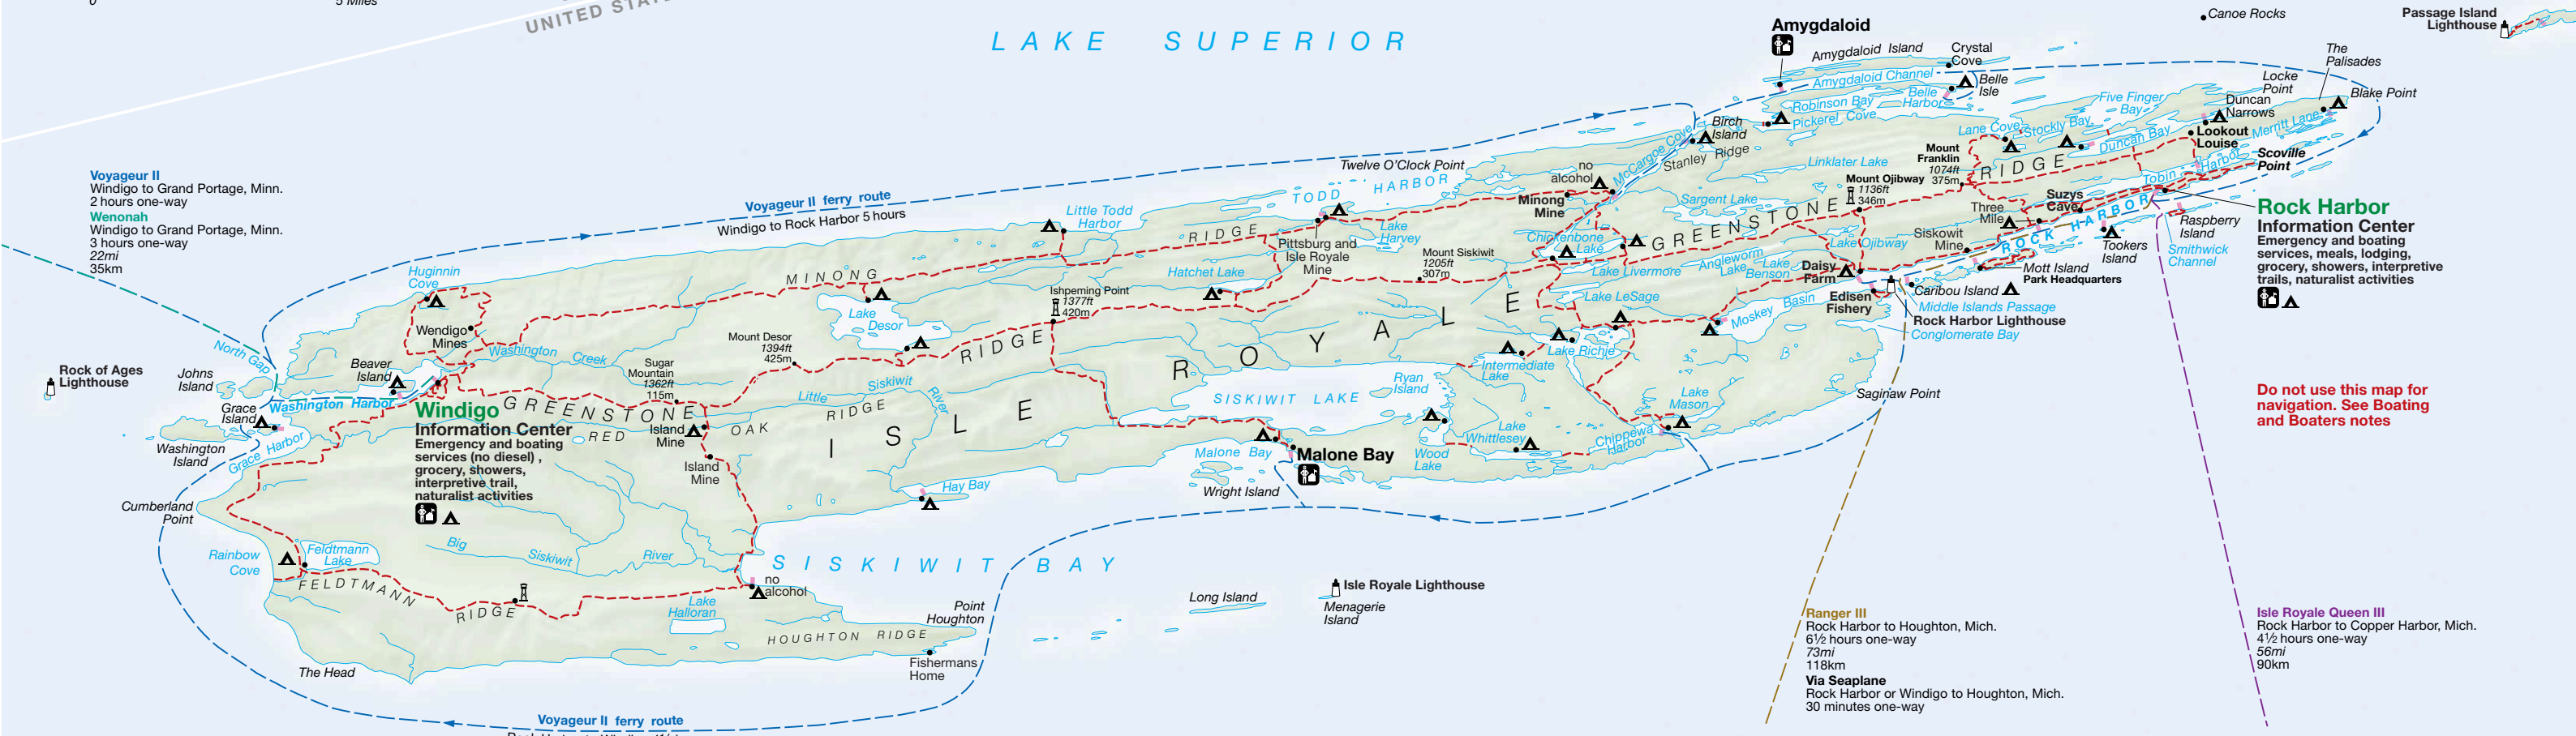 0
5 Miles
UNITED STA
LAKE SUPERIOR
Canoe Rocks
Passage Island
Lighthouse
Amygdaloid
Amygdaloid Island
Crystal
Cove
Amygdaloid Channel
Belle
Isle
Belle
Harbor
Robinson Bay
Pickerel Cove
The
Palisades
Locke
Point
Blake Point
Five Finger
Bay
Duncan
Narrows
Merritt Lane
Lane Cove
Stockly Bay
Duncan Bay
Lookout
Louise
Scoville
Point
Tobin Harbor
Birch
Island
McCargoe Cove
Stanley Ridge
Linklater Lake
Mount
Franklin
1074ft
375m
RIDGE
Mount Ojibway
1136ft
346m
Twelve O'Clock Point
no
alcohol
TODD HARBOR
Minong
Mine
Sargent Lake
GREENSTONE
Three
Mile
Suzys
Cave
Siskowit
Mine
ROCK HARBOR
Raspberry
Island
Smithwick
Channel
Tookers
Island
Mott Island
Park Headquarters
Rock Harbor
Information Center
Emergency and boating
services, meals, lodging,
grocery, showers, interpretive
trails, naturalist activities
Voyageur II
Windigo to Grand Portage, Minn.
2 hours one-way
Wenonah
Windigo to Grand Portage, Minn.
3 hours one-way
22mi
35km
Voyageur II ferry route
Windigo to Rock Harbor 5 hours
Little Todd
Harbor
RIDGE
Pittsburg and
Isle Royale
Mine
Lake
Harvey
Mount Siskiwit
1205ft
307m
Chickenbone
Lake
Lake Livermore
Angleworm
Lake
Lake
Benson
Lake Ojibway
Daisy
Farm
Edisen
Fishery
Caribou Island
Middle Islands Passage
Rock Harbor Lighthouse
Conglomerate Bay
Moskey Basin
Lake LeSage
Lake Richie
Intermediate
Lake
Huginnin
Cove
MINONG
Hatchet Lake
Ishpeming Point
1377ft
420m
Lake
Desor
Wendigo
Mines
Washington Creek
Mount Desor
1394ft
425m
RIDGE
ISLE ROYALE
North Gap
Beaver
Island
Sugar
Mountain
1362ft
115m
Rock of Ages
Lighthouse
Johns
Island
Washington Harbor
Grace
Island
Grace Harbor
Washington
Island
Windigo
Information Center
Emergency and boating
services (no diesel) ,
grocery, showers,
interpretive trail,
naturalist activities
GREENSTONE
RED
OAK
RIDGE
Little Siskiwit River
Island
Mine
Island
Mine
SISKIWIT LAKE
Ryan
Island
Lake
Mason
Saginaw Point
Lake
Whittlesey
Chippewa
Harbor
Wood
Lake
Malone Bay
Malone Bay
Wright Island
Hay Bay
Cumberland
Point
Rainbow
Cove
Feldtmann
Lake
Big Siskiwit River
FELDTMANN
RIDGE
SISKIWIT BAY
no
alcohol
Lake
Halloran
HOUGHTON RIDGE
Point
Houghton
Fishermans
Home
The Head
Long Island
Isle Royale Lighthouse
Menagerie
Island
Do not use this map for
navigation. See Boating
and Boaters notes
Ranger III
Rock Harbor to Houghton, Mich.
6½ hours one-way
73mi
118km
Via Seaplane
Rock Harbor or Windigo to Houghton, Mich.
30 minutes one-way
Isle Royale Queen III
Rock Harbor to Copper Harbor, Mich.
4½ hours one-way
56mi
90km
Voyageur II ferry route